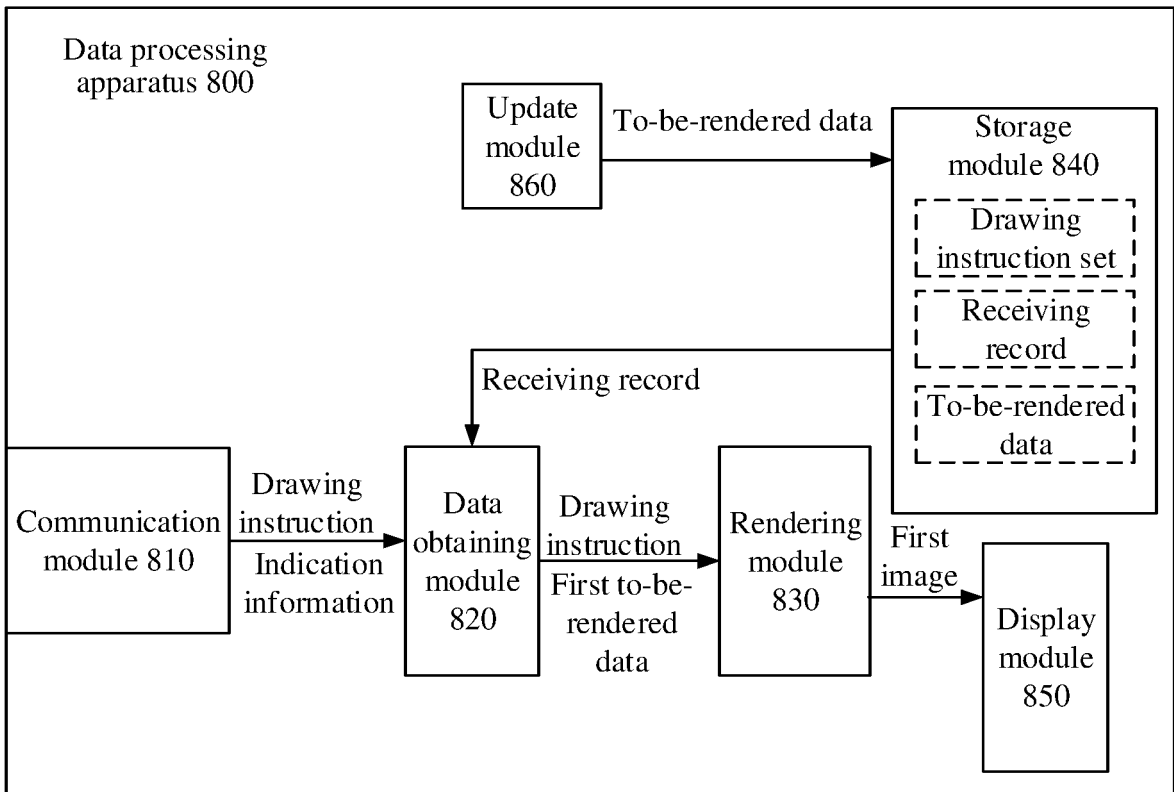 Data processing
apparatus 800
Update
module
860
To-be-rendered data
Storage
module 840
Drawing
instruction set
Receiving
record
To-be-rendered
data
Receiving record
Communication
module 810
Drawing
instruction
Indication
information
Data
obtaining
module
820
Drawing
instruction
First to-be-
rendered
data
Rendering
module
830
First
image
Display
module
850